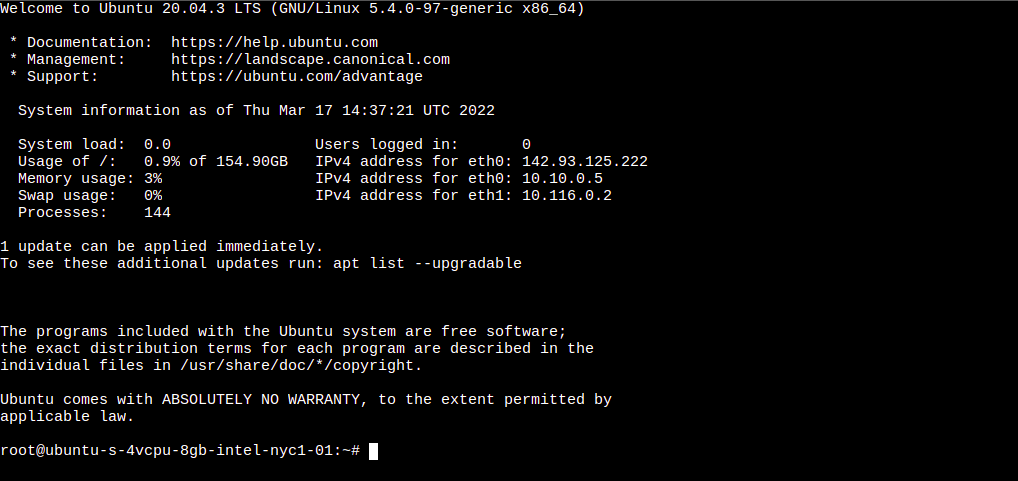 Welcome to Ubuntu 20.04.3 LTS (GNU/Linux 5.4.0-97-generic x86_64)

 * Documentation:  https://help.ubuntu.com
 * Management:     https://landscape.canonical.com
 * Support:        https://ubuntu.com/advantage

  System information as of Thu Mar 17 14:37:21 UTC 2022

  System load:  0.0                Users logged in:       0
  Usage of /:   0.9% of 154.90GB   IPv4 address for eth0: 142.93.125.222
  Memory usage: 3%                 IPv4 address for eth0: 10.10.0.5
  Swap usage:   0%                 IPv4 address for eth1: 10.116.0.2
  Processes:    144

1 update can be applied immediately.
To see these additional updates run: apt list --upgradable

The programs included with the Ubuntu system are free software;
the exact distribution terms for each program are described in the
individual files in /usr/share/doc/*/copyright.

Ubuntu comes with ABSOLUTELY NO WARRANTY, to the extent permitted by
applicable law.

root@ubuntu-s-4vcpu-8gb-intel-nyc1-01:~#